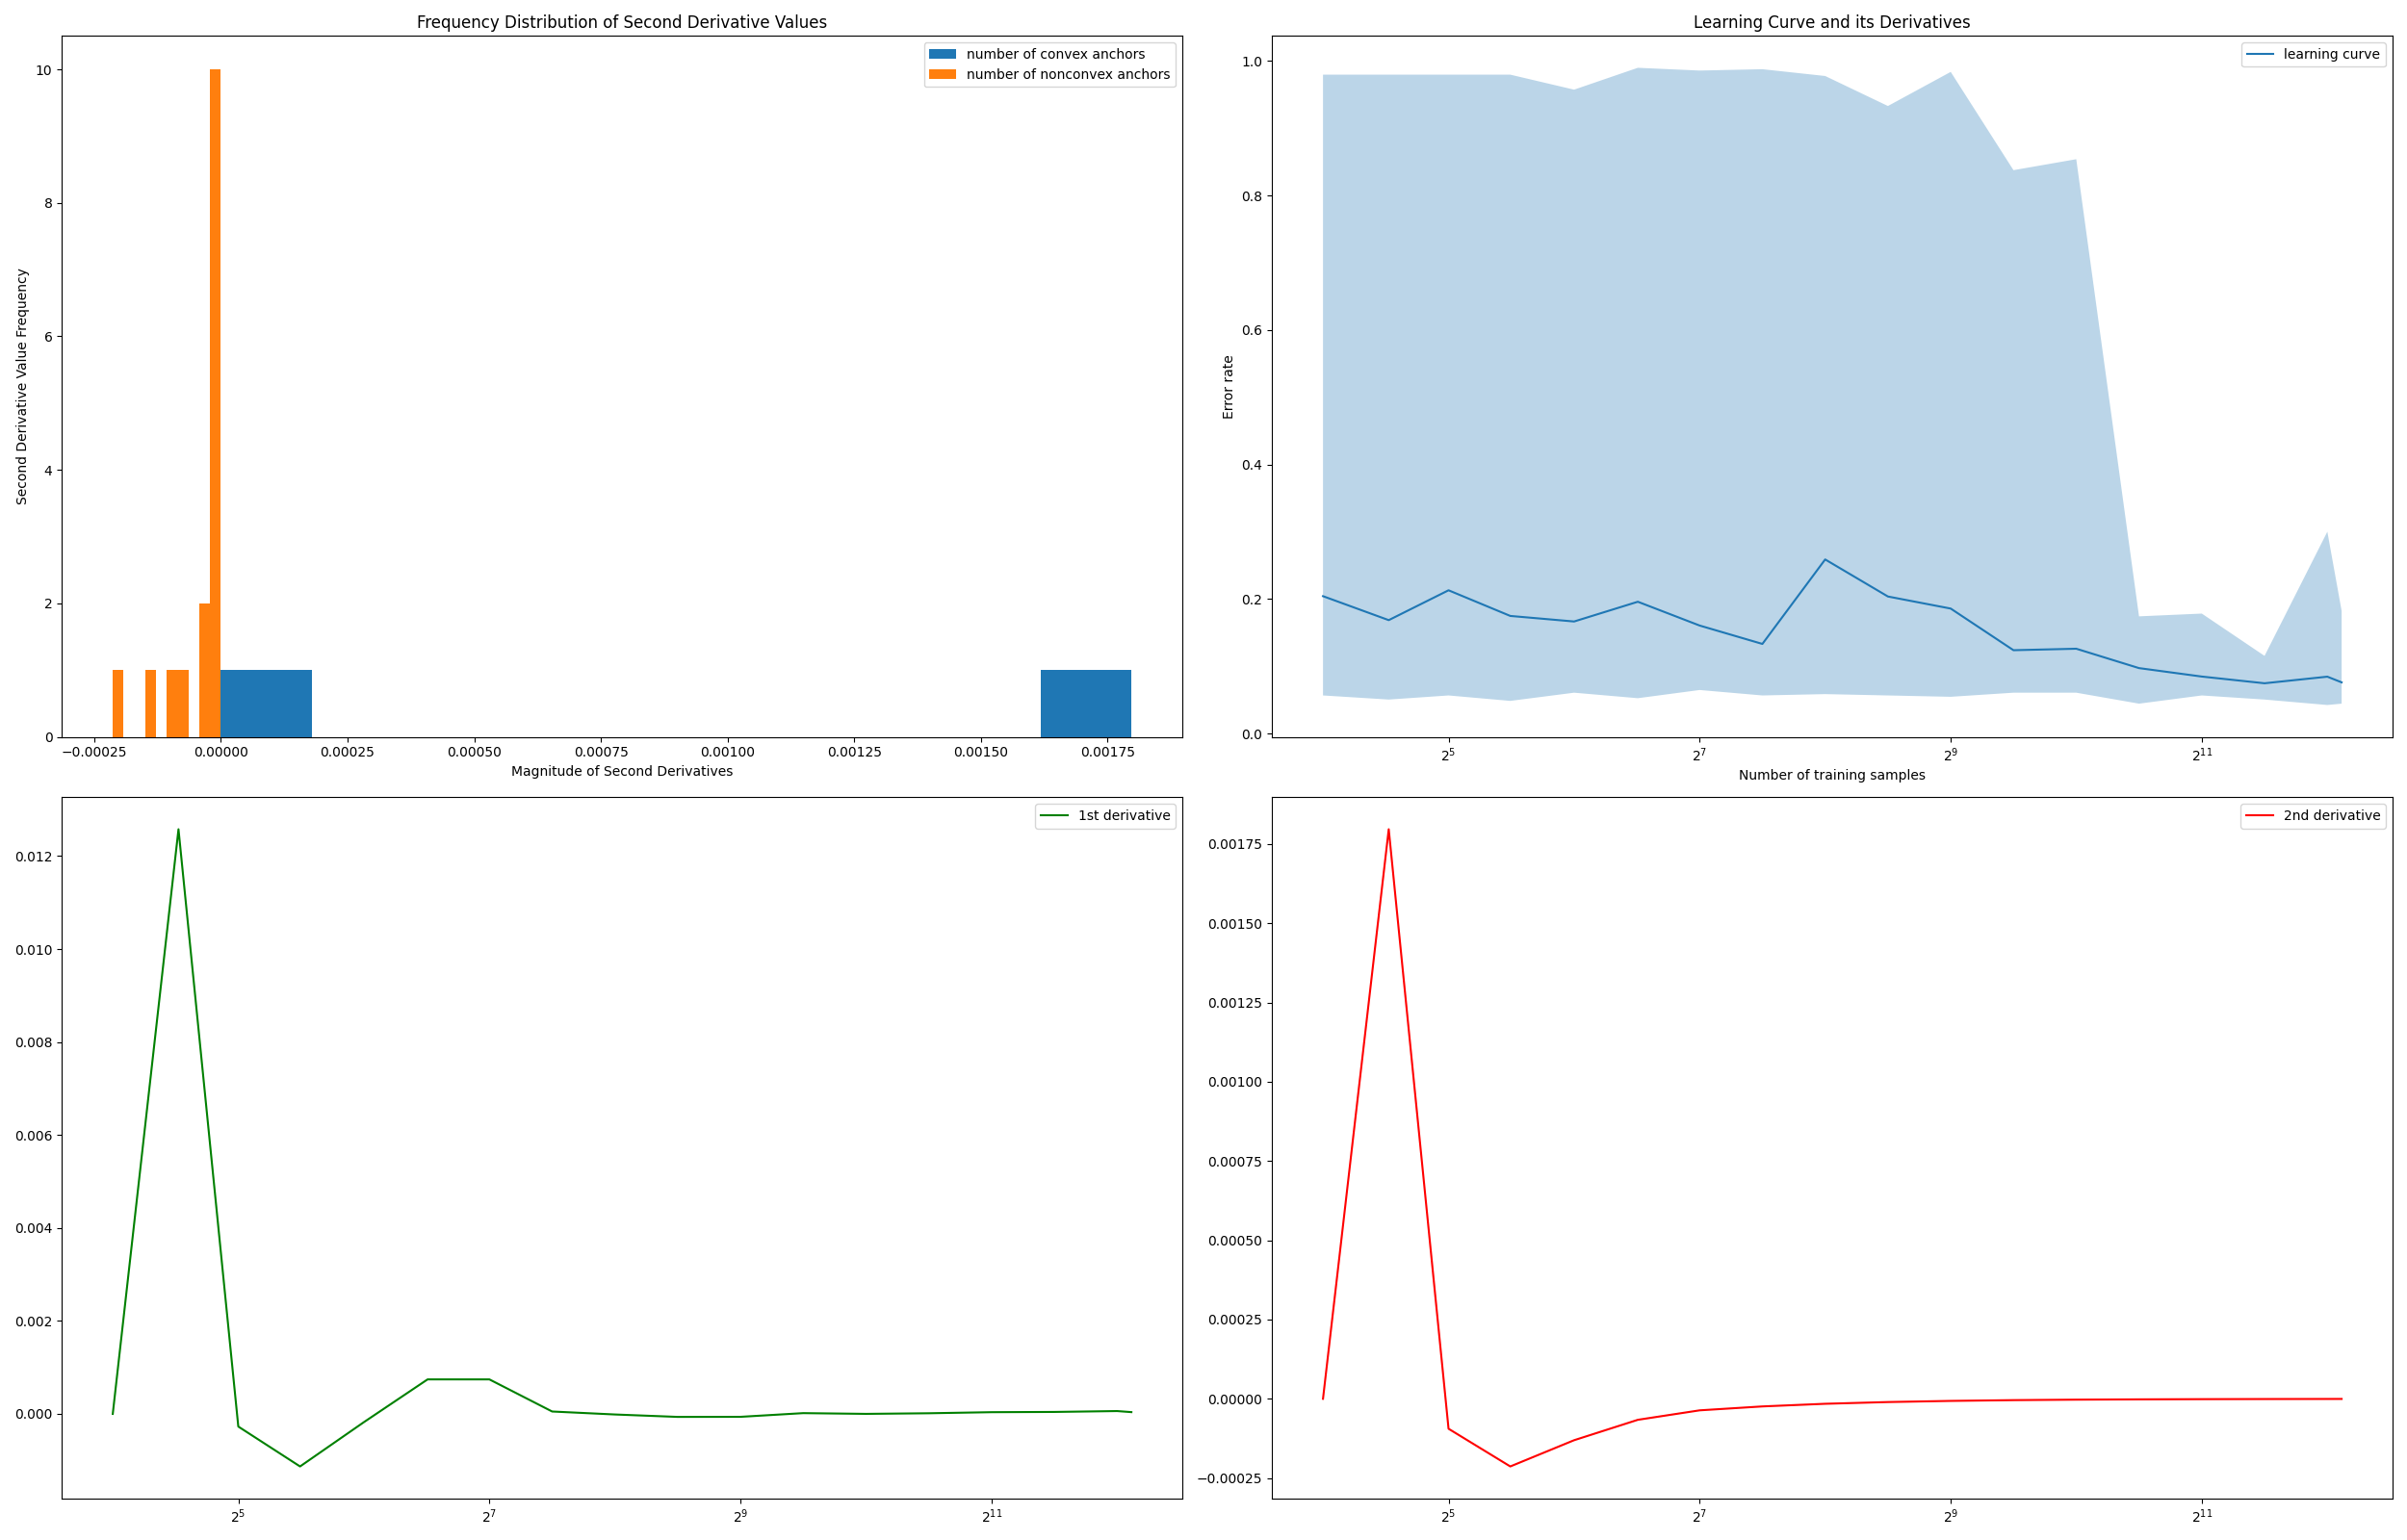 Frequency Distribution of Second Derivative Values
number of convex anchors
number of nonconvex anchors
Second Derivative Value Frequency
10
8
6
4
2
0
−0.00025 0.00000 0.00025 0.00050 0.00075 0.00100 0.00125 0.00150 0.00175
Magnitude of Second Derivatives
Learning Curve and its Derivatives
learning curve
Error rate
1.0
0.8
0.6
0.4
0.2
0.0
2^5 2^7 2^9 2^11
Number of training samples
1st derivative
0.012
0.010
0.008
0.006
0.004
0.002
0.000
2^5 2^7 2^9 2^11
2nd derivative
0.00175
0.00150
0.00125
0.00100
0.00075
0.00050
0.00025
0.00000
−0.00025
2^5 2^7 2^9 2^11